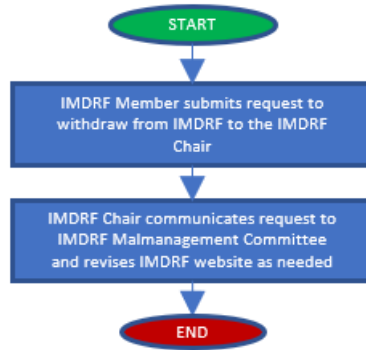 START
IMDRF Member submits request to
withdraw from IMDRF to the IMDRF
Chair
IMDRF Chair communicates request to
IMDRF Malmanagement Committee
and revises IMDRF website as needed
END